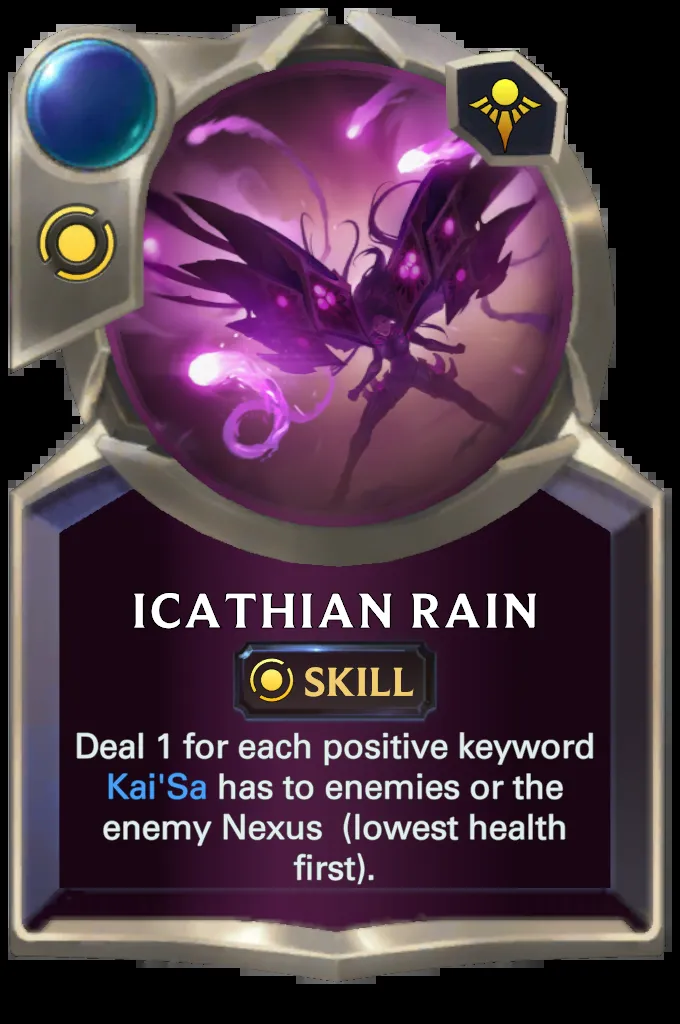 ICATHIAN RAIN
SKILL
Deal 1 for each positive keyword
Kai'Sa has to enemies or the
enemy Nexus  (lowest health
first).